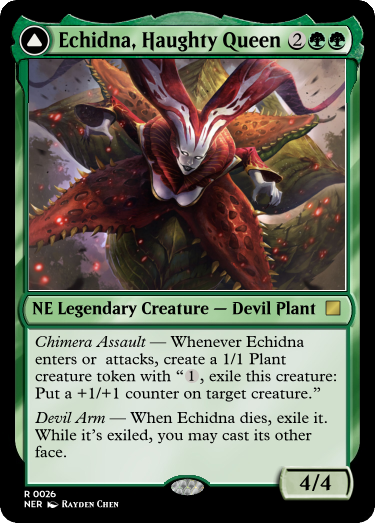 Echidna, Haughty Queen 2
NE Legendary Creature — Devil Plant
Chimera Assault — Whenever Echidna
enters or attacks, create a 1/1 Plant
creature token with “1, exile this creature:
Put a +1/+1 counter on target creature.”
Devil Arm — When Echidna dies, exile it.
While it’s exiled, you may cast its other
face.
4/4
R 0026
NER Rayden Chen